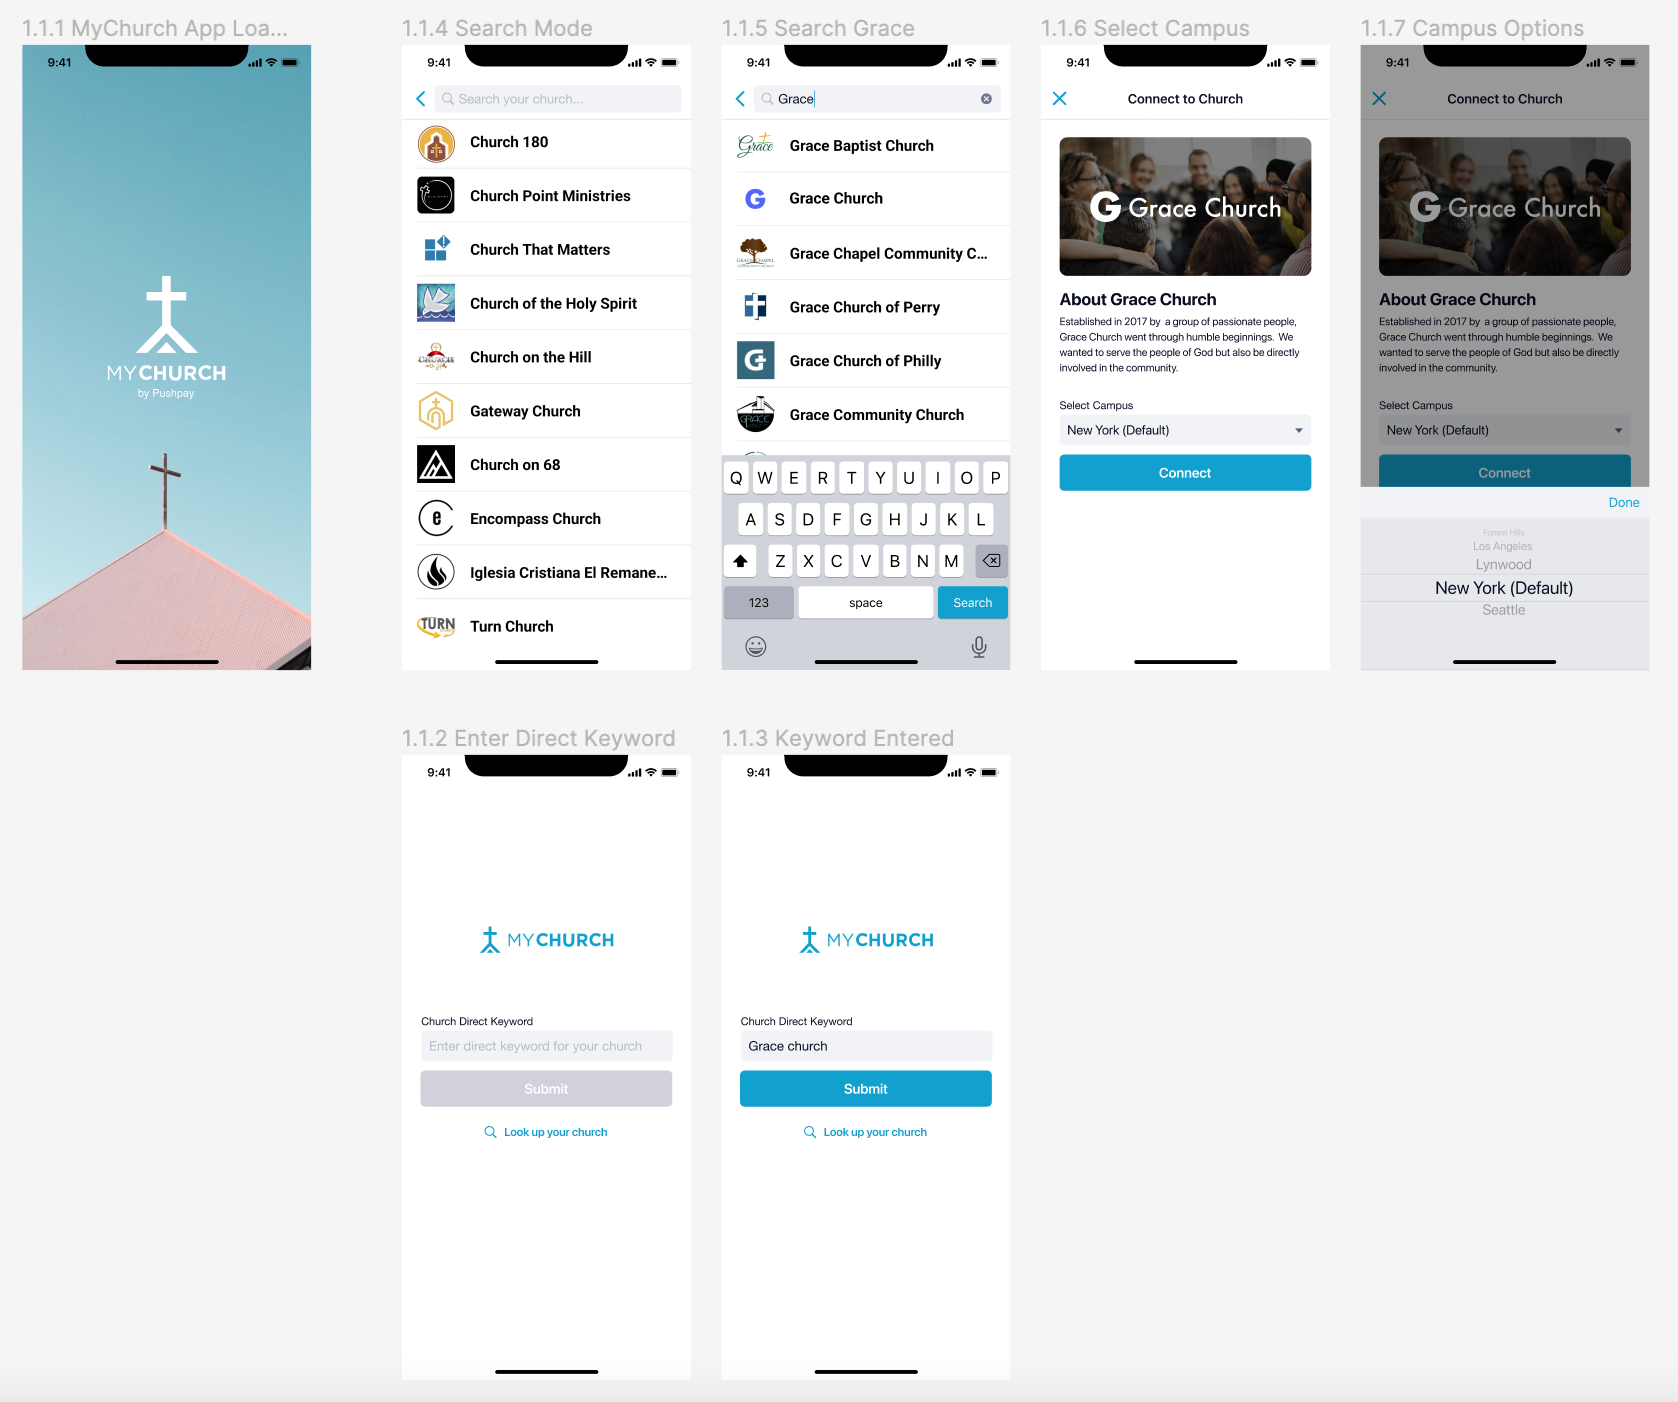 1.1.1 MyChurch App Loa...
9:41
MYCHURCH
by Pushpay
1.1.4 Search Mode
9:41
Search your church...
Church 180
Church Point Ministries
Church That Matters
Church of the Holy Spirit
Church on the Hill
Gateway Church
Church on 68
e
Encompass Church
Iglesia Cristiana El Remane...
TURN
Turn Church
1.1.5 Search Grace
9:41
Grace
Grace
Grace Baptist Church
G
Grace Church
GRACE CHAPEL
Grace Chapel Community C...
Grace Church of Perry
G
Grace Church of Philly
GRACE
Grace Community Church
Q W E R T Y U I O P
A S D F G H J K L
Z X C V B N M
123 space Search
1.1.6 Select Campus
9:41
Connect to Church
G Grace Church
About Grace Church
Established in 2017 by a group of passionate people,
Grace Church went through humble beginnings. We
wanted to serve the people of God but also be directly
involved in the community.
Select Campus
New York (Default)
Connect
1.1.7 Campus Options
9:41
Connect to Church
G Grace Church
About Grace Church
Established in 2017 by a group of passionate people,
Grace Church went through humble beginnings. We
wanted to serve the people of God but also be directly
involved in the community.
Select Campus
New York (Default)
Connect
Done
Forrest Hills
Los Angeles
Lynwood
New York (Default)
Seattle
1.1.2 Enter Direct Keyword
9:41
MYCHURCH
Church Direct Keyword
Enter direct keyword for your church
Submit
Look up your church
1.1.3 Keyword Entered
9:41
MYCHURCH
Church Direct Keyword
Grace church
Submit
Look up your church